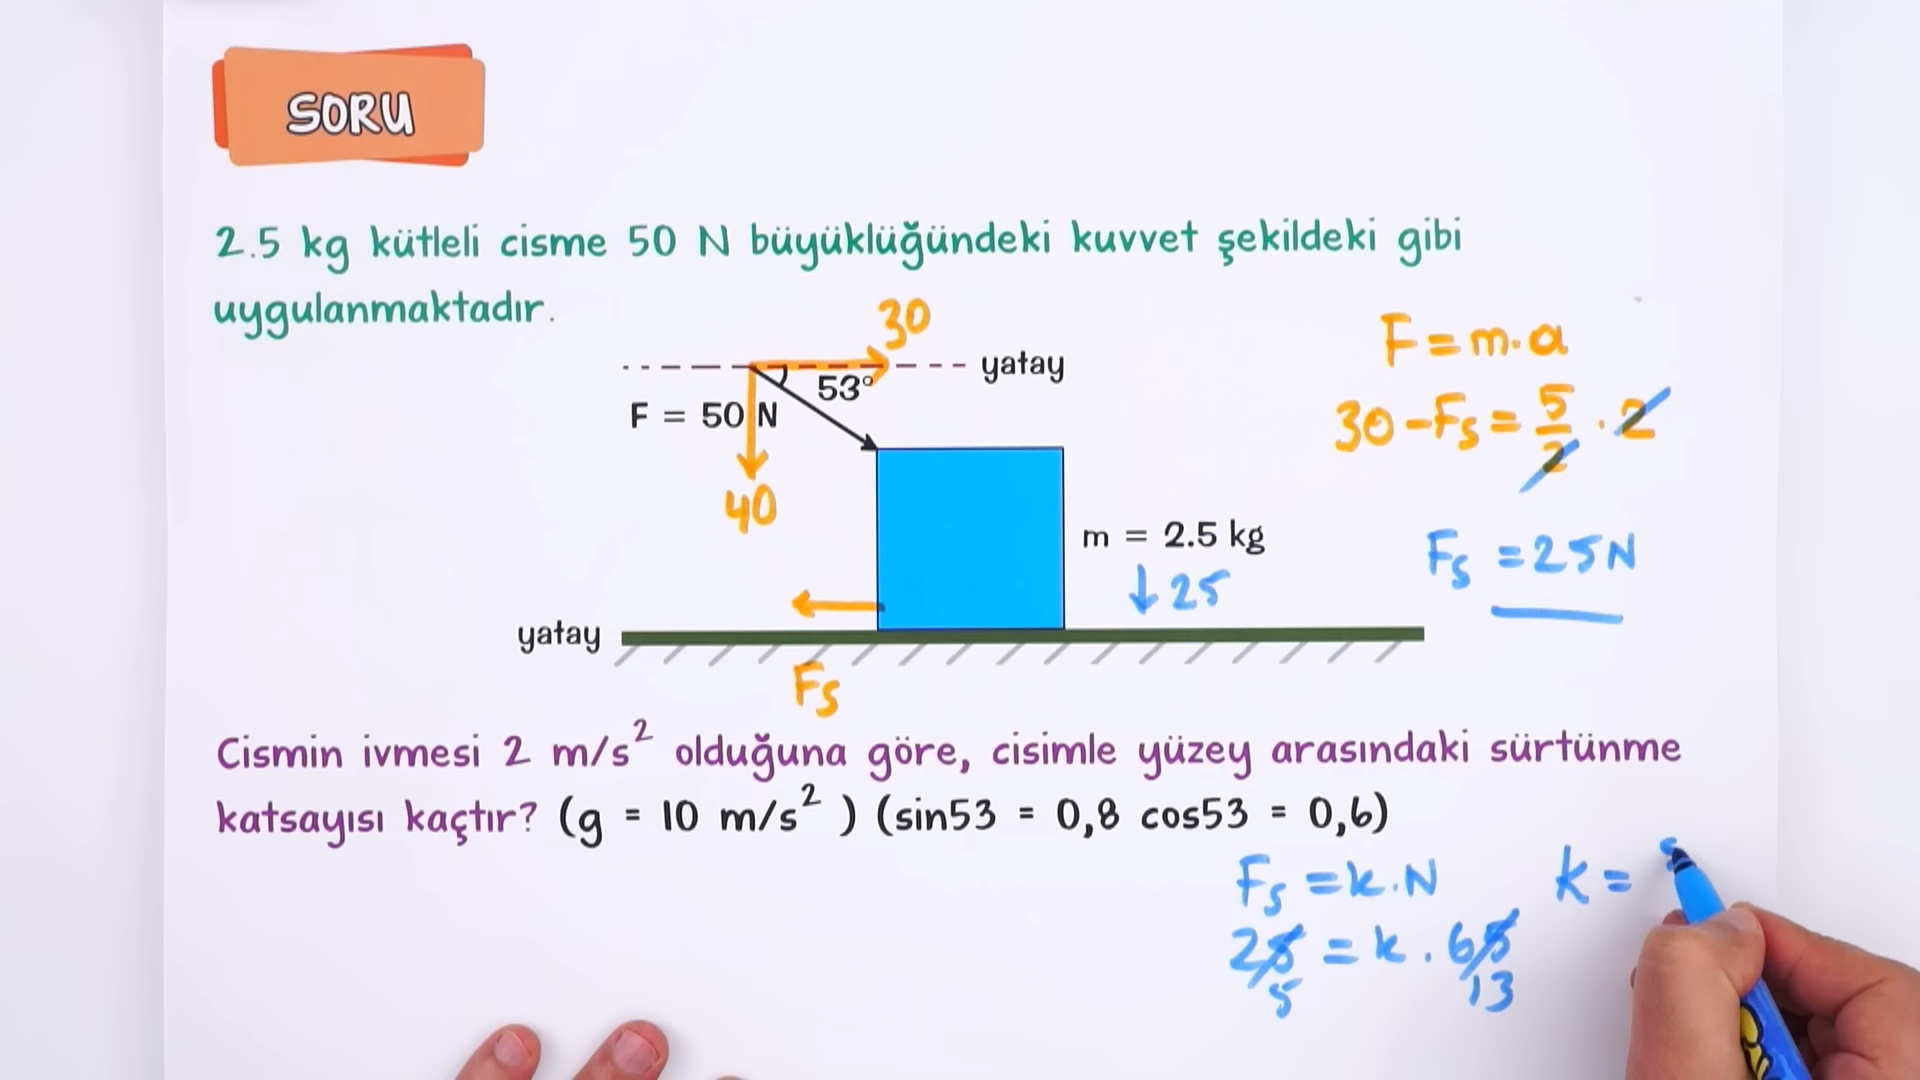 SORU
2.5 kg kütleli cisme 50 N büyüklüğündeki kuvvet şekildeki gibi
uygulanmaktadır.
30
yatay
53°
F = 50 N
40
m = 2.5 kg
↓ 25
yatay
Fs
F = m.a
30 - Fs = 5/2 . 2
Fs = 25N
Cismin ivmesi 2 m/s² olduğuna göre, cisimle yüzey arasındaki sürtünme
katsayısı kaçtır? (g = 10 m/s² ) (sin53 = 0,8 cos53 = 0,6)
Fs = k.N
25 = k . 65
5 13
k =